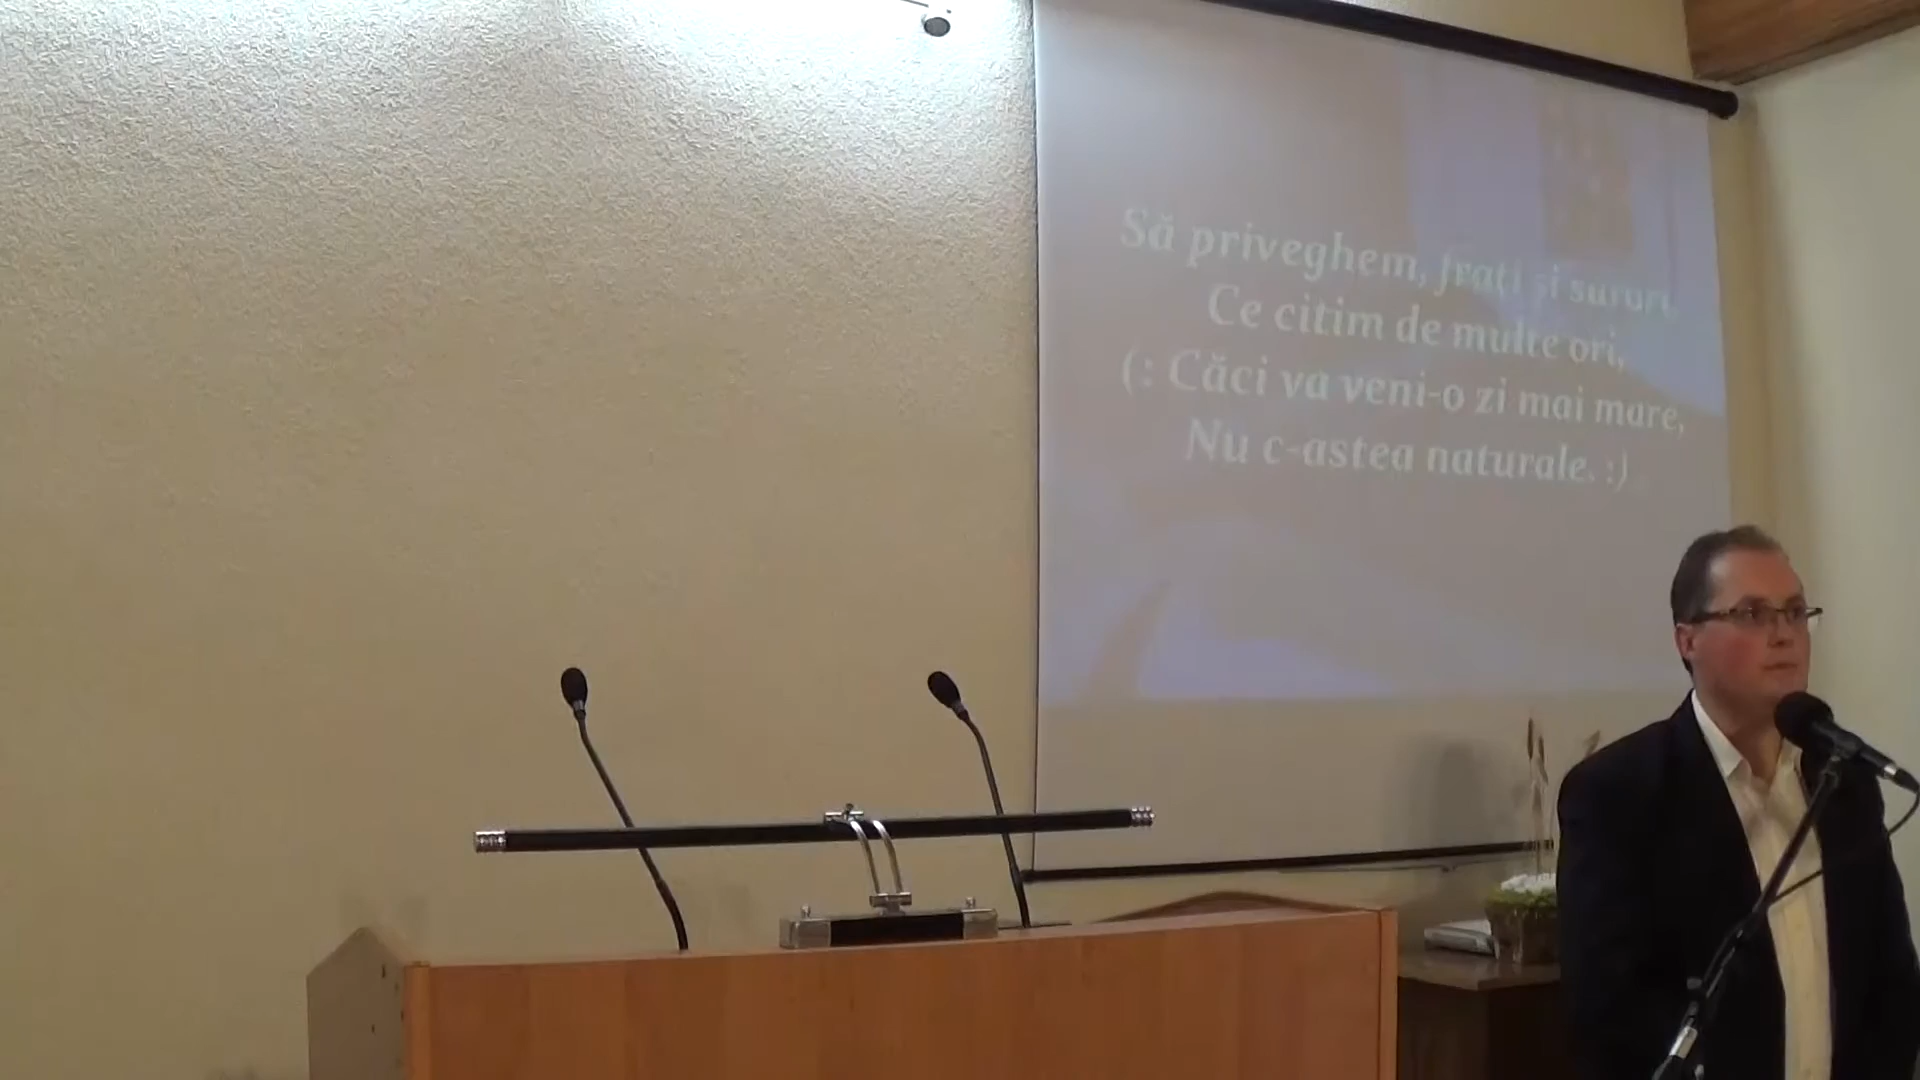 Să priveghem, frați și surori,
Ce citim de multe ori,
(: Căci va veni-o zi mai mare,
Nu c-astea naturale. :)